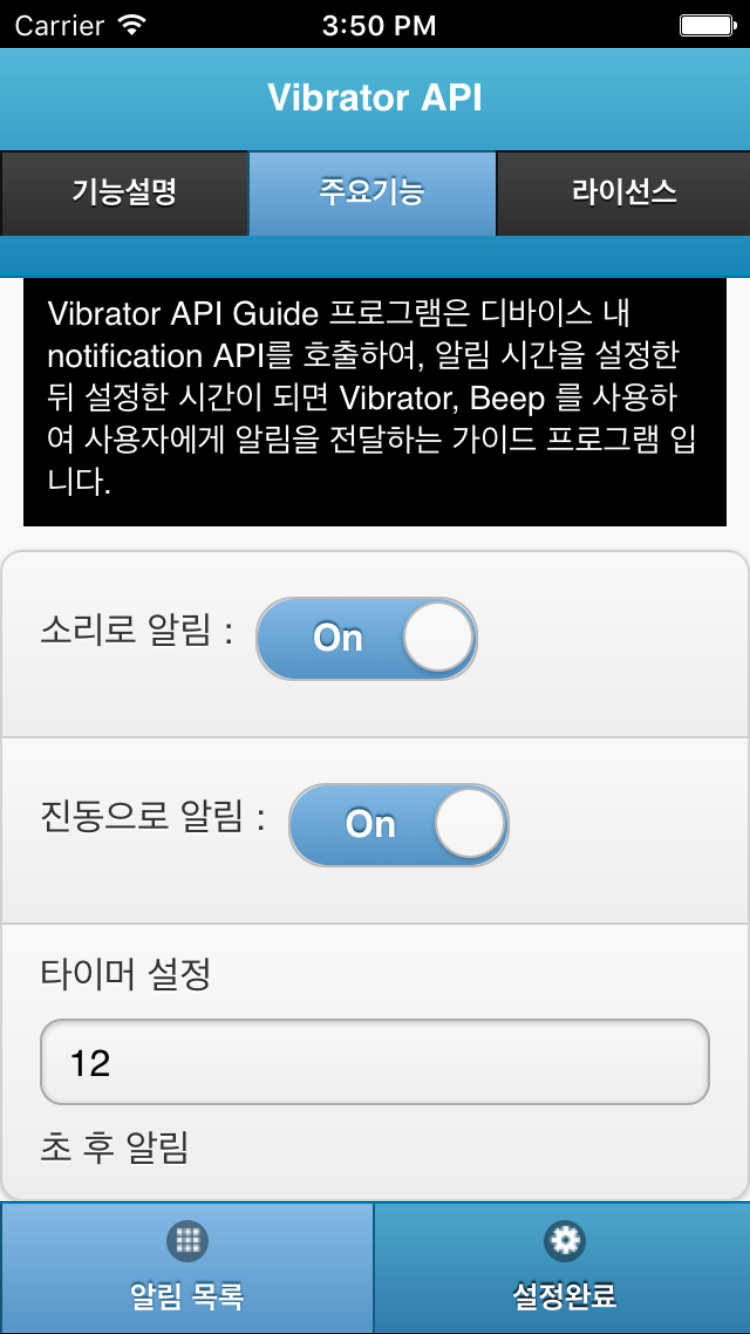 Carrier 3:50 PM
Vibrator API
기능설명 주요기능 라이선스
Vibrator API Guide 프로그램은 디바이스 내
notification API를 호출하여, 알림 시간을 설정한
뒤 설정한 시간이 되면 Vibrator, Beep 를 사용하
여 사용자에게 알림을 전달하는 가이드 프로그램 입
니다.
소리로 알림 : On
진동으로 알림 : On
타이머 설정
12
초 후 알림
알림 목록 설정완료